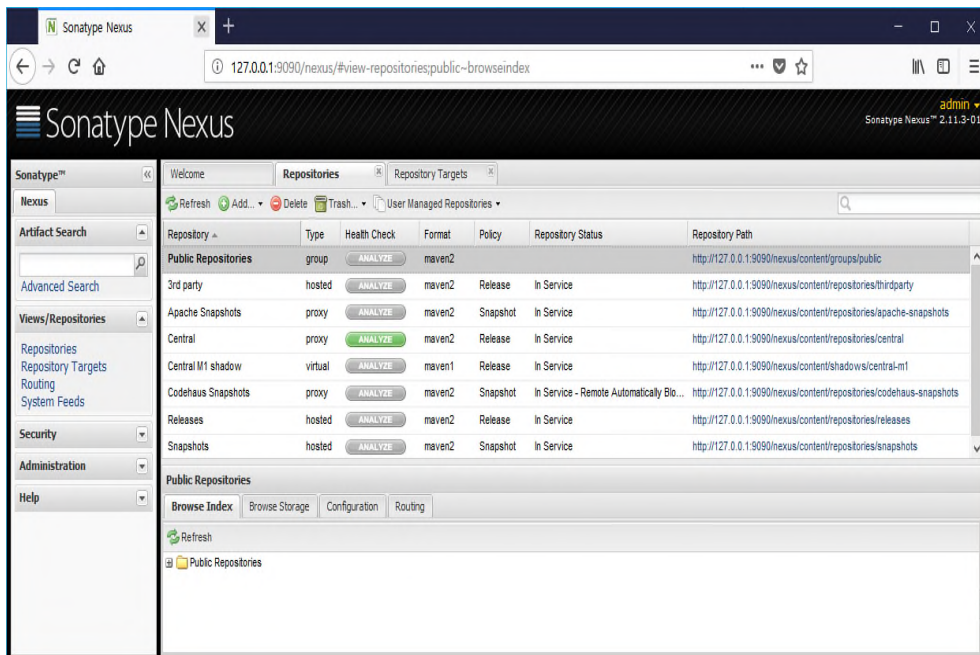 N Sonatype Nexus
127.0.0.1:9090/nexus/#view-repositories;public~browseindex
Sonatype Nexus
admin
Sonatype Nexus™ 2.11.3-01
Sonatype™
Nexus
Artifact Search
Advanced Search
Views/Repositories
Repositories
Repository Targets
Routing
System Feeds
Security
Administration
Help
Welcome Repositories Repository Targets
Refresh Add... Delete Trash... User Managed Repositories
Repository Type Health Check Format Policy Repository Status Repository Path
Public Repositories group ANALYZE maven2 http://127.0.0.1:9090/nexus/content/groups/public
3rd party hosted ANALYZE maven2 Release In Service http://127.0.0.1:9090/nexus/content/repositories/thirdparty
Apache Snapshots proxy ANALYZE maven2 Snapshot In Service http://127.0.0.1:9090/nexus/content/repositories/apache-snapshots
Central proxy ANALYZE maven2 Release In Service http://127.0.0.1:9090/nexus/content/repositories/central
Central M1 shadow virtual ANALYZE maven1 Release In Service http://127.0.0.1:9090/nexus/content/shadows/central-m1
Codehaus Snapshots proxy ANALYZE maven2 Snapshot In Service - Remote Automatically Blo... http://127.0.0.1:9090/nexus/content/repositories/codehaus-snapshots
Releases hosted ANALYZE maven2 Release In Service http://127.0.0.1:9090/nexus/content/repositories/releases
Snapshots hosted ANALYZE maven2 Snapshot In Service http://127.0.0.1:9090/nexus/content/repositories/snapshots
Public Repositories
Browse Index Browse Storage Configuration Routing
Refresh
Public Repositories